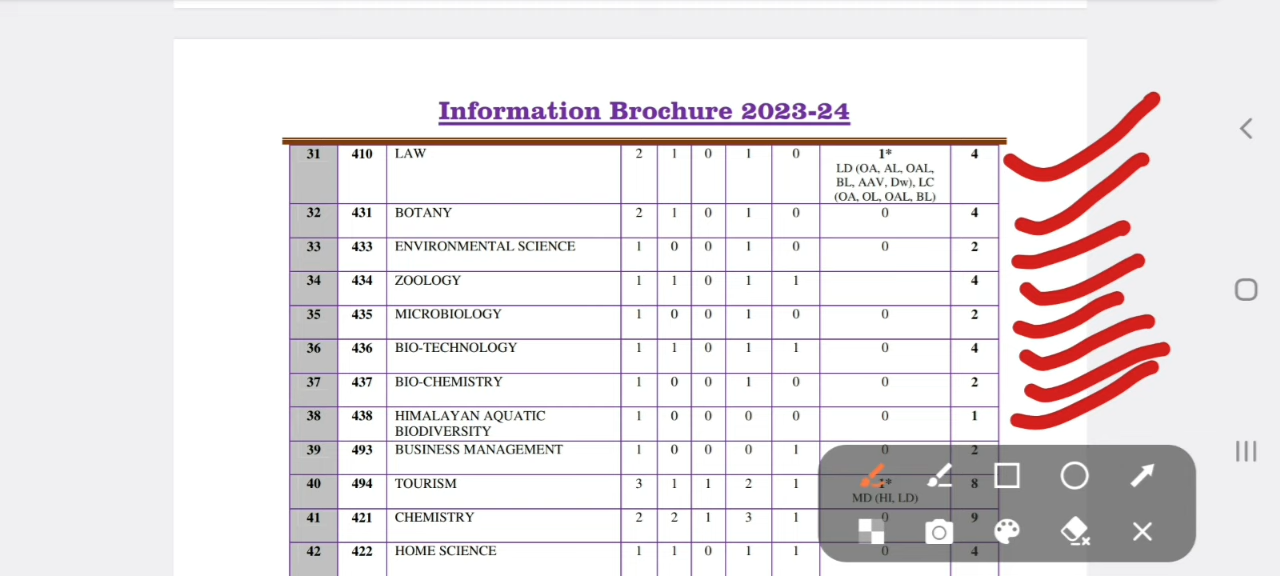 Information Brochure 2023-24
31 410 LAW 2 1 0 1 0 1* 4
LD (OA, AL, OAL,
BL, AAV, Dw), LC
(OA, OL, OAL, BL)
32 431 BOTANY 2 1 0 1 0 0 4
33 433 ENVIRONMENTAL SCIENCE 1 0 0 1 0 0 2
34 434 ZOOLOGY 1 1 0 1 1 4
35 435 MICROBIOLOGY 1 0 0 1 0 0 2
36 436 BIO-TECHNOLOGY 1 1 0 1 1 0 4
37 437 BIO-CHEMISTRY 1 0 0 1 0 0 2
38 438 HIMALAYAN AQUATIC 1 0 0 0 0 0 1
BIODIVERSITY
39 493 BUSINESS MANAGEMENT 1 0 0 0 1 0 2
40 494 TOURISM 3 1 1 2 1 1* 8
MD (HI, LD)
41 421 CHEMISTRY 2 2 1 3 1 0 9
42 422 HOME SCIENCE 1 1 0 1 1 0 4